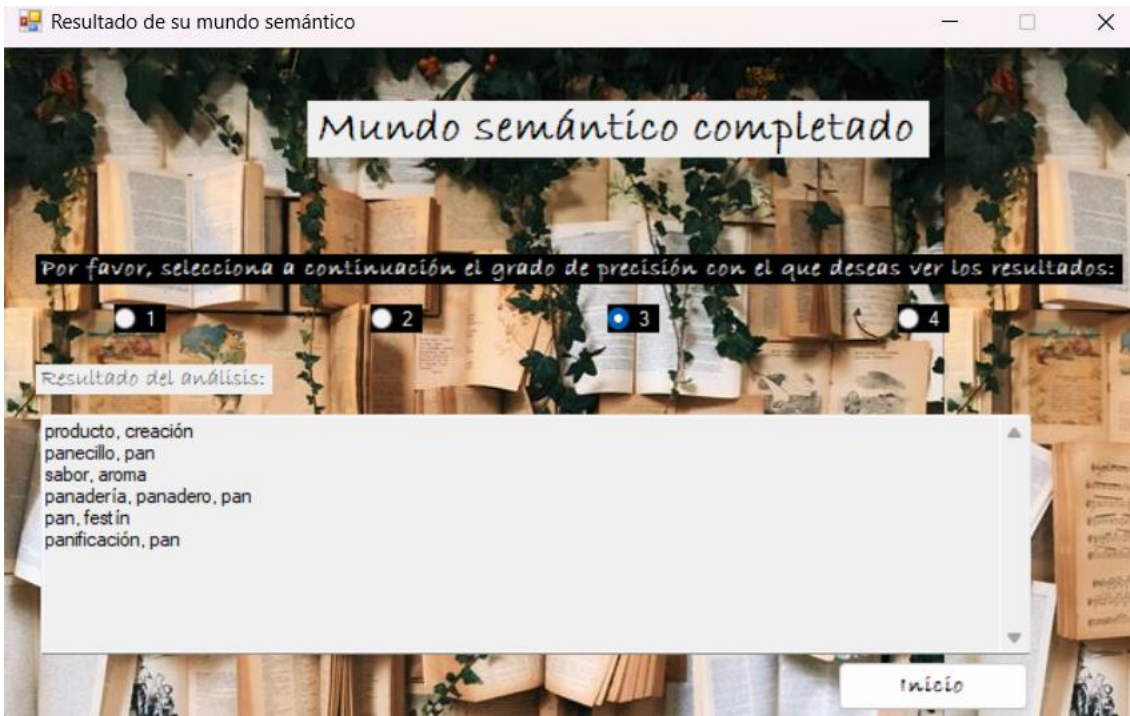 Resultado de su mundo semántico
Mundo semántico completado
Por favor, selecciona a continuación el grado de precisión con el que deseas ver los resultados:
1 2 3 4
Resultado del análisis:
producto, creación
panecillo, pan
sabor, aroma
panadería, panadero, pan
pan, festín
panificación, pan
Inicio